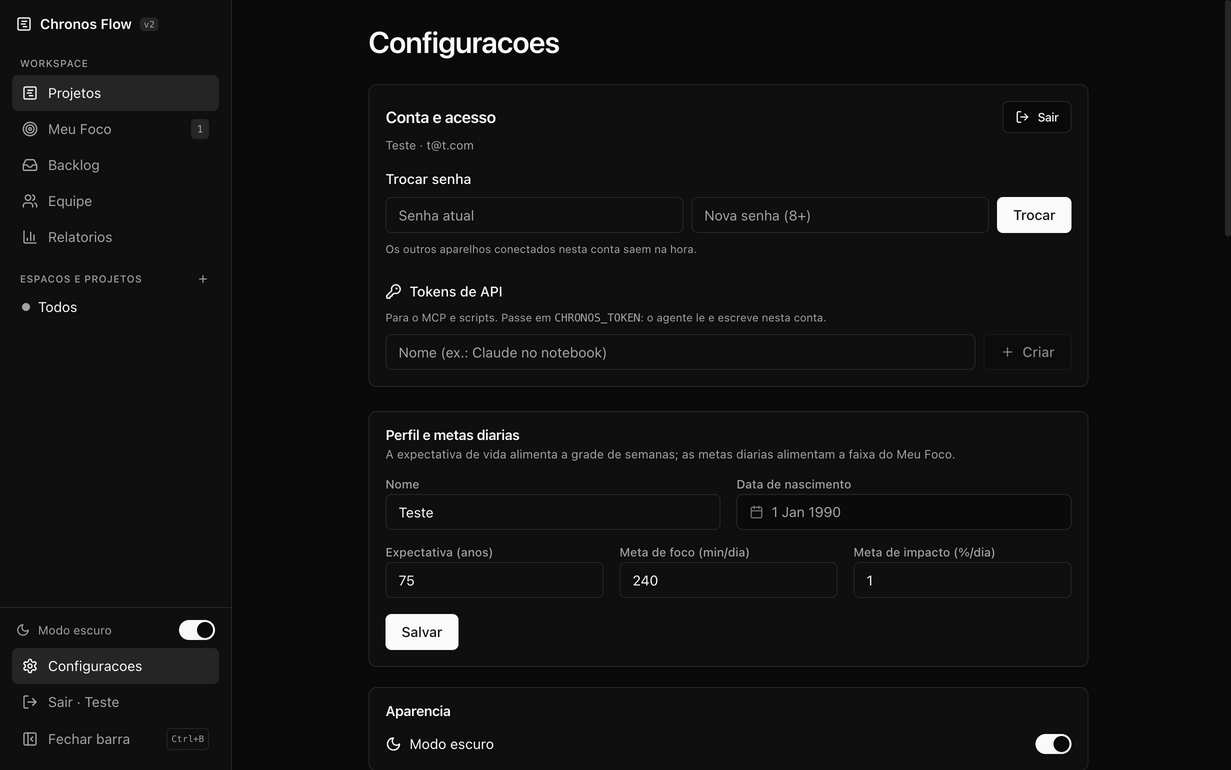 Chronos Flow v2
WORKSPACE
Projetos
Meu Foco 1
Backlog
Equipe
Relatorios
ESPACOS E PROJETOS +
Todos
Modo escuro
Configuracoes
Sair · Teste
Fechar barra Ctrl+B
Configuracoes
Conta e acesso
Sair
Teste · t@t.com
Trocar senha
Senha atual
Nova senha (8+)
Trocar
Os outros aparelhos conectados nesta conta saem na hora.
Tokens de API
Para o MCP e scripts. Passe em CHRONOS_TOKEN: o agente le e escreve nesta conta.
Nome (ex.: Claude no notebook)
+ Criar
Perfil e metas diarias
A expectativa de vida alimenta a grade de semanas; as metas diarias alimentam a faixa do Meu Foco.
Nome
Teste
Data de nascimento
1 Jan 1990
Expectativa (anos)
75
Meta de foco (min/dia)
240
Meta de impacto (%/dia)
1
Salvar
Aparencia
Modo escuro